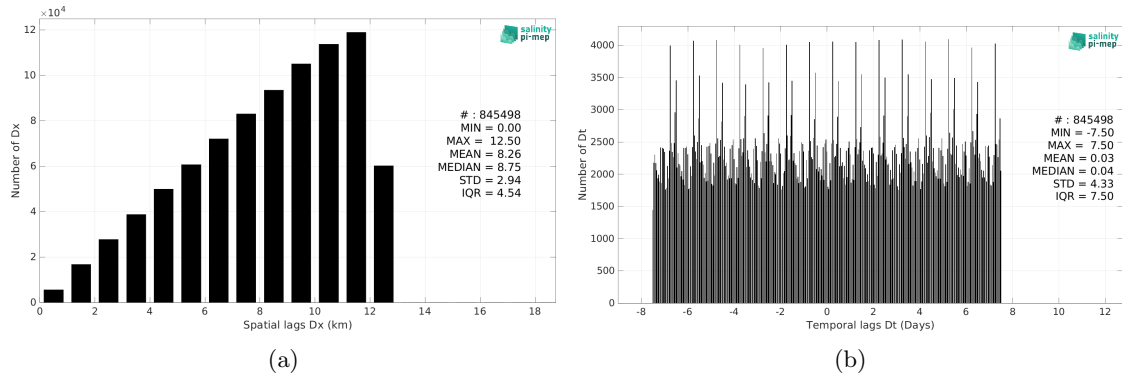 ×10⁴
12
10
8
6
4
2
0
Number of Dx
0 2 4 6 8 10 12 14 16 18
Spatial lags Dx (km)
salinity
pi-mep
# : 845498
MIN = 0.00
MAX = 12.50
MEAN = 8.26
MEDIAN = 8.75
STD = 2.94
IQR = 4.54
(a)
4000
3500
3000
2500
2000
1500
1000
500
0
Number of Dt
-8 -6 -4 -2 0 2 4 6 8 10 12
Temporal lags Dt (Days)
salinity
pi-mep
# : 845498
MIN = -7.50
MAX = 7.50
MEAN = 0.03
MEDIAN = 0.04
STD = 4.33
IQR = 7.50
(b)